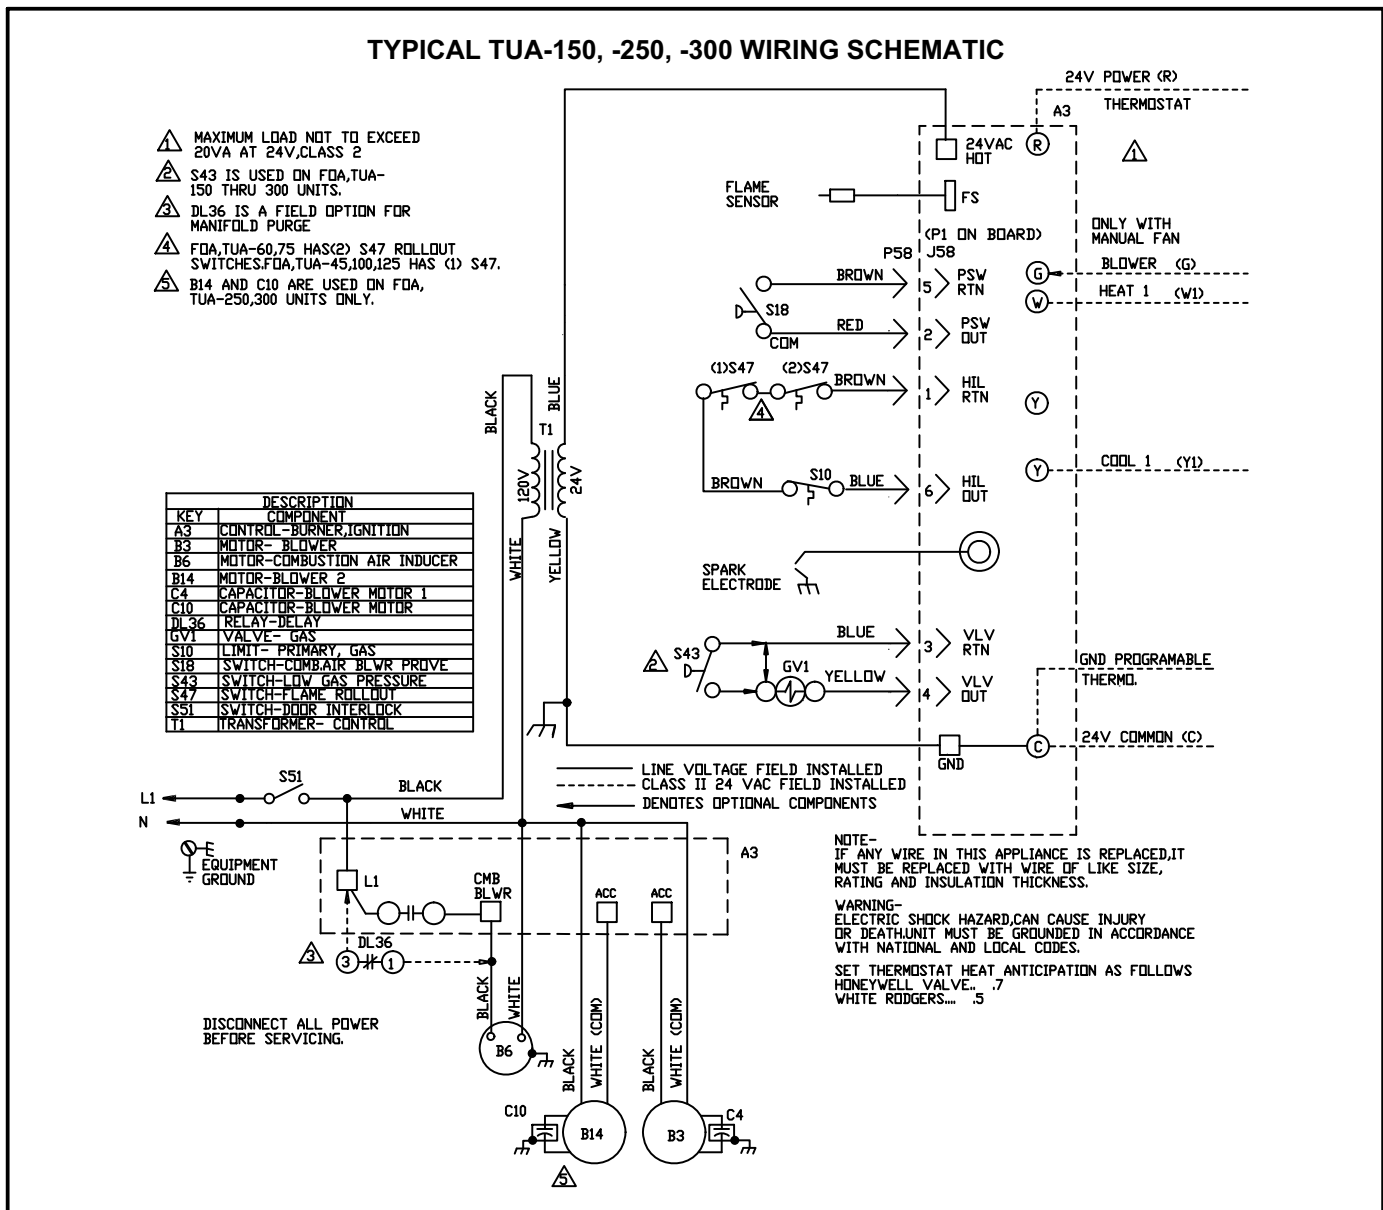 TYPICAL TUA-150, -250, -300 WIRING SCHEMATIC
1 MAXIMUM LOAD NOT TO EXCEED
20VA AT 24V,CLASS 2
2 S43 IS USED ON FOA,TUA-
150 THRU 300 UNITS.
3 DL36 IS A FIELD OPTION FOR
MANIFOLD PURGE
4 FOA,TUA-60,75 HAS(2) S47 ROLLOUT
SWITCHES.FOA,TUA-45,100,125 HAS (1) S47.
5 B14 AND C10 ARE USED ON FOA,
TUA-250,300 UNITS ONLY.
24V POWER (R)
THERMOSTAT
A3
1
24VAC
HOT
R
FLAME
SENSOR
FS
ONLY WITH
MANUAL FAN
(P1 ON BOARD)
P58
J58
BLOWER (G)
G
HEAT 1 (W1)
W
BROWN
5
PSW
RTN
S18
RED
2
PSW
OUT
COM
(1)S47
(2)S47
BROWN
1
HIL
RTN
4
Y
COOL 1 (Y1)
Y
BROWN
S10
BLUE
6
HIL
OUT
BLACK
BLUE
T1
120V
24V
WHITE
YELLOW
SPARK
ELECTRODE
DESCRIPTION
KEY COMPONENT
A3 CONTROL-BURNER,IGNITION
B3 MOTOR- BLOWER
B6 MOTOR-COMBUSTION AIR INDUCER
B14 MOTOR-BLOWER 2
C4 CAPACITOR-BLOWER MOTOR 1
C10 CAPACITOR-BLOWER MOTOR
DL36 RELAY-DELAY
GV1 VALVE- GAS
S10 LIMIT- PRIMARY, GAS
S18 SWITCH-COMB.AIR BLWR PROVE
S43 SWITCH-LOW GAS PRESSURE
S47 SWITCH-FLAME ROLLOUT
S51 SWITCH-DOOR INTERLOCK
T1 TRANSFORMER- CONTROL
2
S43
BLUE
3
VLV
RTN
GV1
YELLOW
4
VLV
OUT
GND PROGRAMABLE
THERMO.
24V COMMON (C)
C
GND
LINE VOLTAGE FIELD INSTALLED
CLASS II 24 VAC FIELD INSTALLED
DENOTES OPTIONAL COMPONENTS
L1
S51
BLACK
N
WHITE
EQUIPMENT
GROUND
A3
L1
CMB
BLWR
ACC
ACC
3
DL36
3
1
BLACK
WHITE
B6
BLACK
WHITE (COM)
BLACK
WHITE (COM)
C10
B14
B3
C4
5
DISCONNECT ALL POWER
BEFORE SERVICING.
NOTE-
IF ANY WIRE IN THIS APPLIANCE IS REPLACED,IT
MUST BE REPLACED WITH WIRE OF LIKE SIZE,
RATING AND INSULATION THICKNESS.
WARNING-
ELECTRIC SHOCK HAZARD,CAN CAUSE INJURY
OR DEATH.UNIT MUST BE GROUNDED IN ACCORDANCE
WITH NATIONAL AND LOCAL CODES.
SET THERMOSTAT HEAT ANTICIPATION AS FOLLOWS
HONEYWELL VALVE.. .7
WHITE RODGERS.... .5